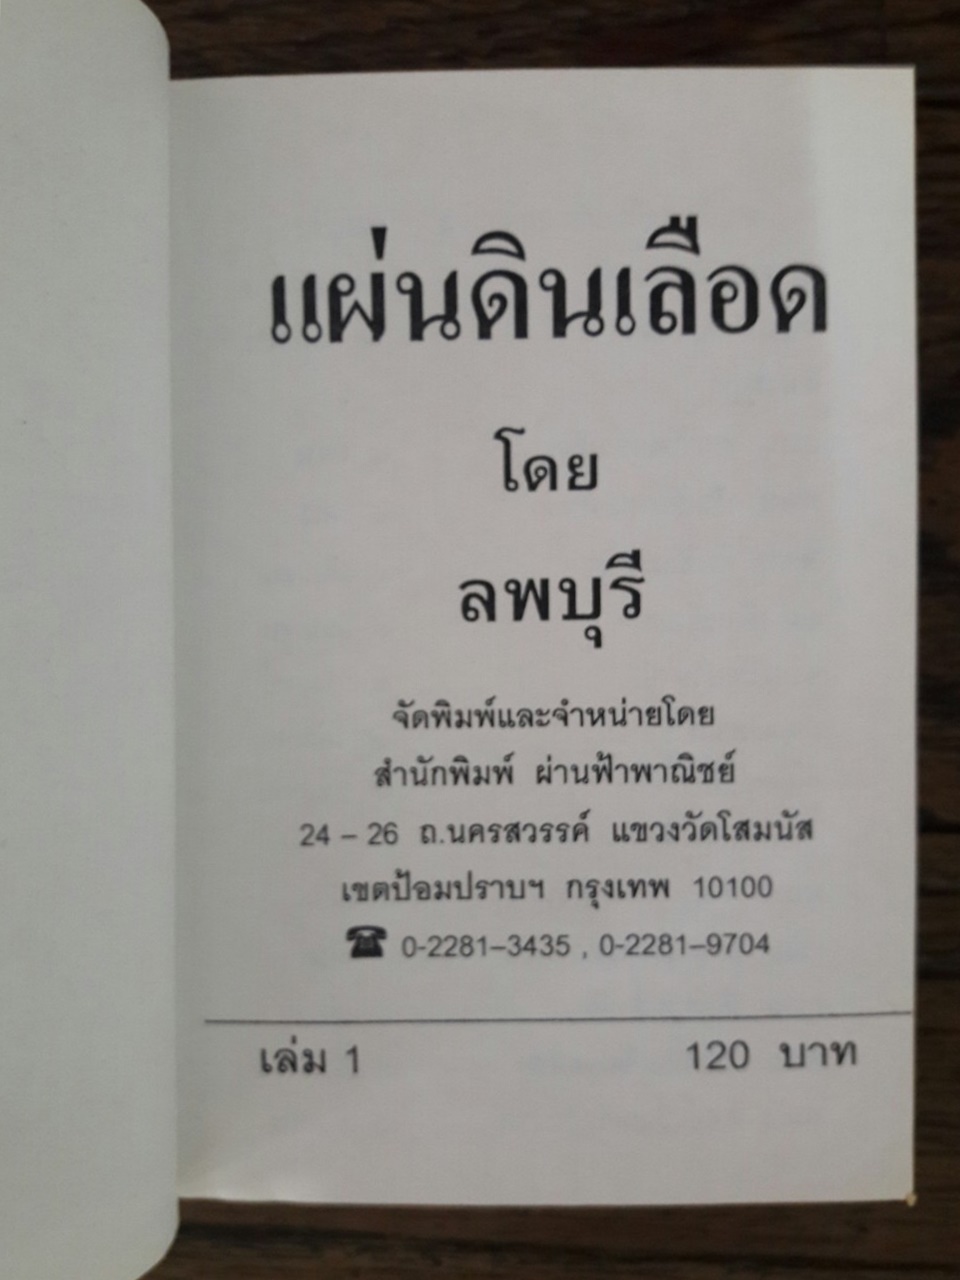 แผ่นดินเลือด
โดย
ลพบุรี
จัดพิมพ์และจำหน่ายโดย
สำนักพิมพ์ ผ่านฟ้าพาณิชย์
24 – 26 ถ.นครสวรรค์ แขวงวัดโสมนัส
เขตป้อมปราบฯ กรุงเทพ 10100
☎ 0-2281–3435 , 0-2281–9704
เล่ม 1 120 บาท